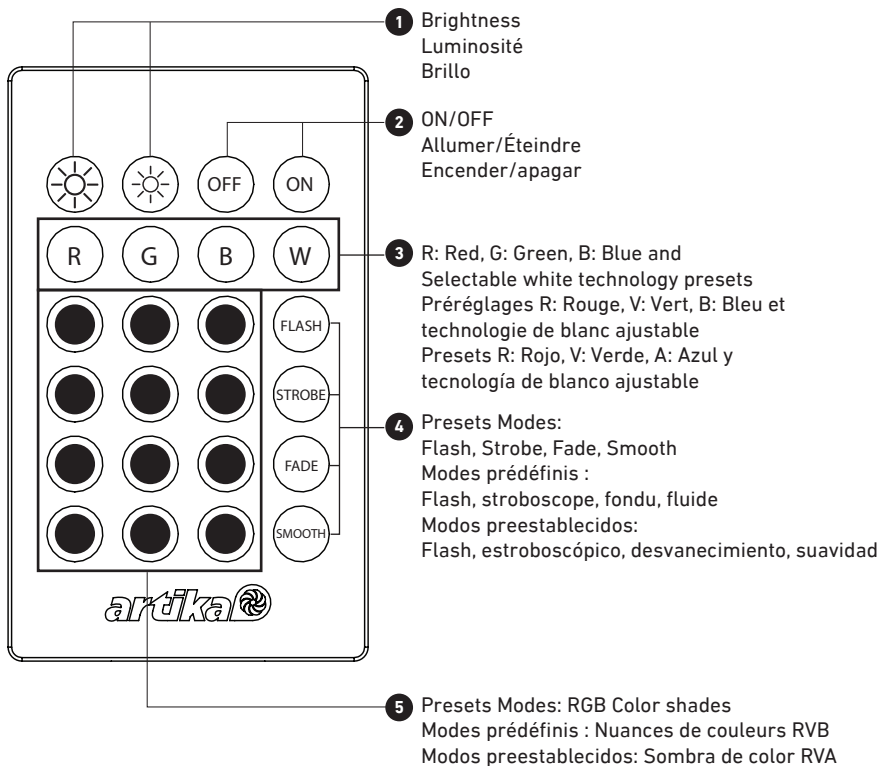 1 Brightness
Luminosité
Brillo
2 ON/OFF
Allumer/Éteindre
Encender/apagar
OFF ON
R G B W
3 R: Red, G: Green, B: Blue and
Selectable white technology presets
Préréglages R: Rouge, V: Vert, B: Bleu et
technologie de blanc ajustable
Presets R: Rojo, V: Verde, A: Azul y
tecnología de blanco ajustable
FLASH
STROBE
FADE
SMOOTH
4 Presets Modes:
Flash, Strobe, Fade, Smooth
Modes prédéfinis :
Flash, stroboscope, fondu, fluide
Modos preestablecidos:
Flash, estroboscópico, desvanecimiento, suavidad
artika
5 Presets Modes: RGB Color shades
Modes prédéfinis : Nuances de couleurs RVB
Modos preestablecidos: Sombra de color RVA